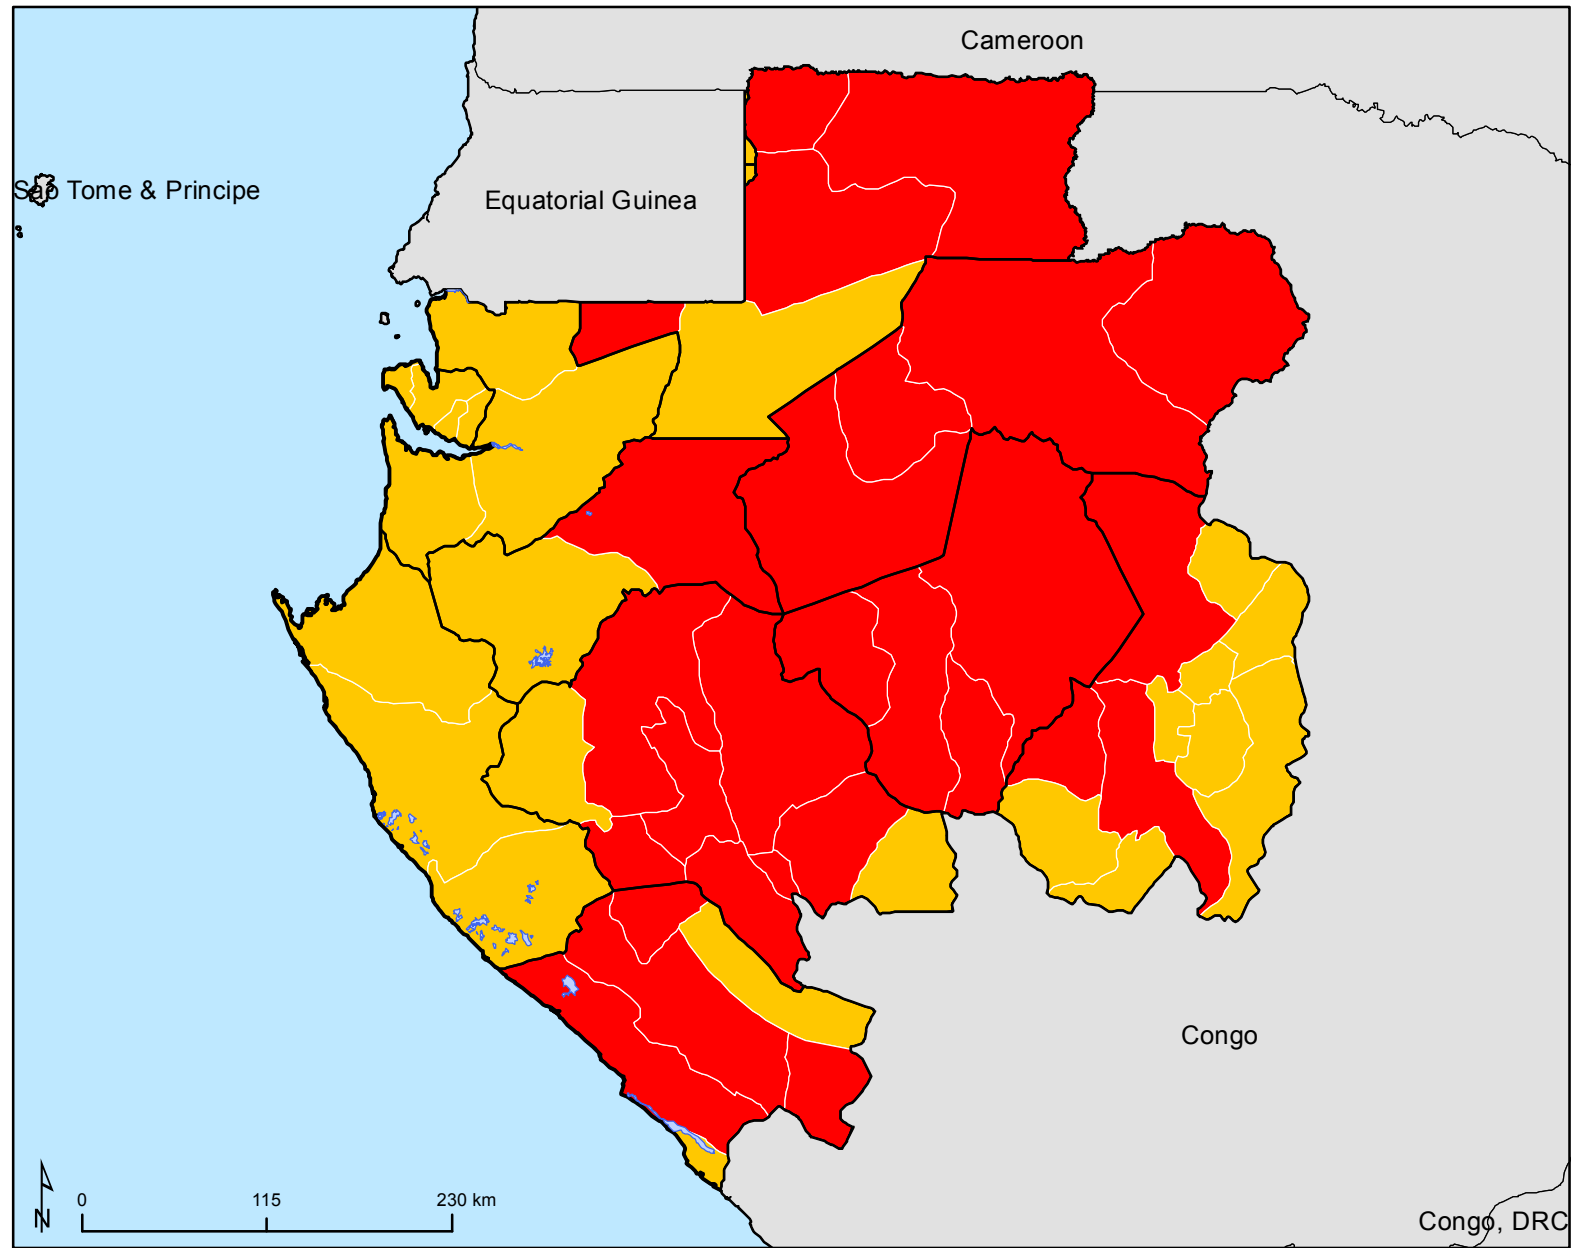 Cameroon
Sao Tome & Principe
Equatorial Guinea
Congo
N
0 115 230 km
Congo, DRC